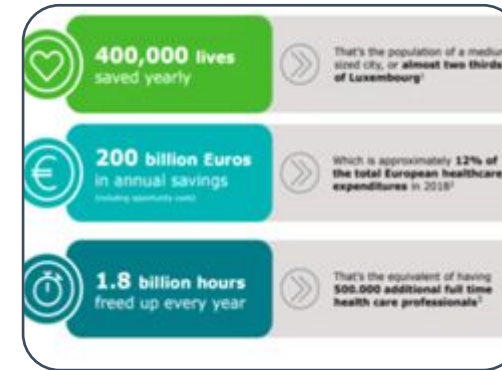 400,000 lives
saved yearly
That's the population of a medium
sized city, or almost two thirds
of Luxembourg¹
€
200 billion Euros
in annual savings
(including opportunity costs)
Which is approximately 12% of
the total European healthcare
expenditures in 2018²
1.8 billion hours
freed up every year
That's the equivalent of having
500.000 additional full time
health care professionals³